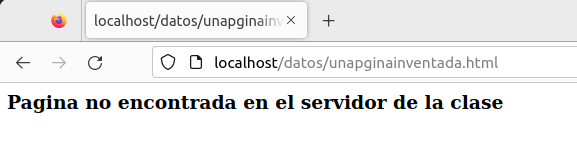 localhost/datos/unapginainv
localhost/datos/unapginainventada.html
Pagina no encontrada en el servidor de la clase